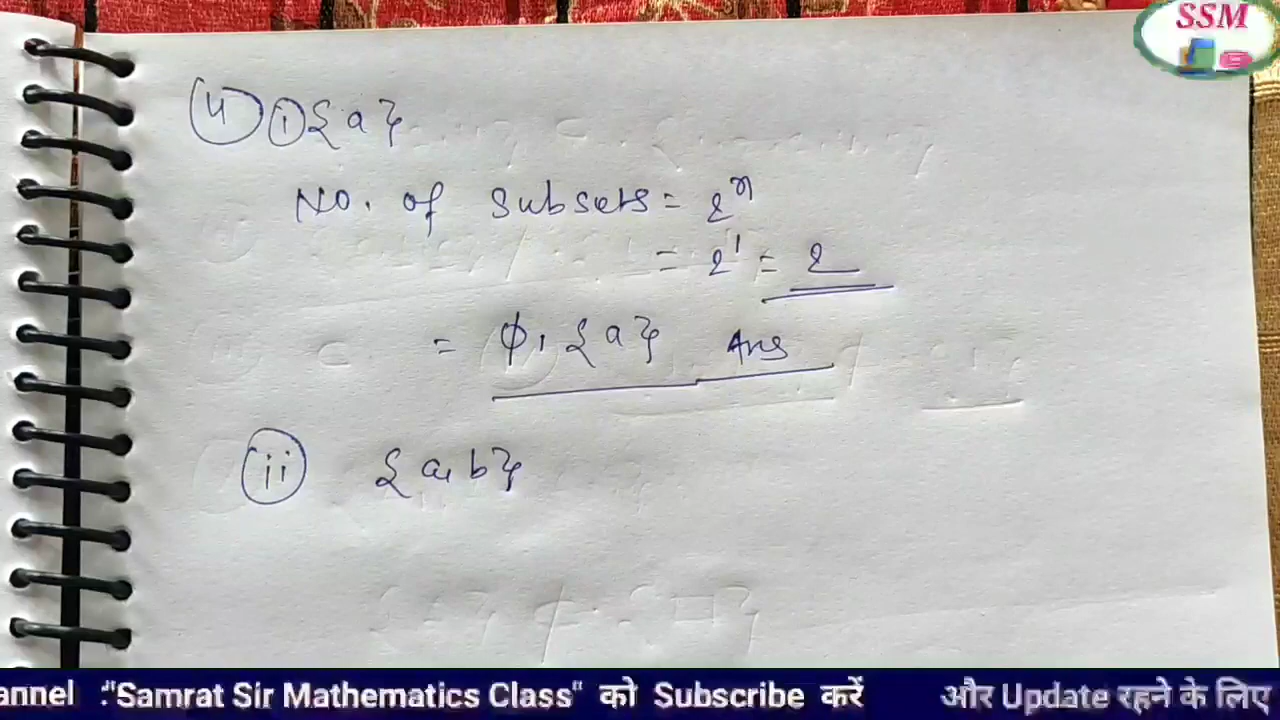 SSM
④ ⓘ {a}
No. of subsets = 2ⁿ
= 2¹ = 2
= ϕ, {a} Ans
ⓘⓘ {a, b}
annel :"Samrat Sir Mathematics Class" को Subscribe करें और Update रहने के लिए